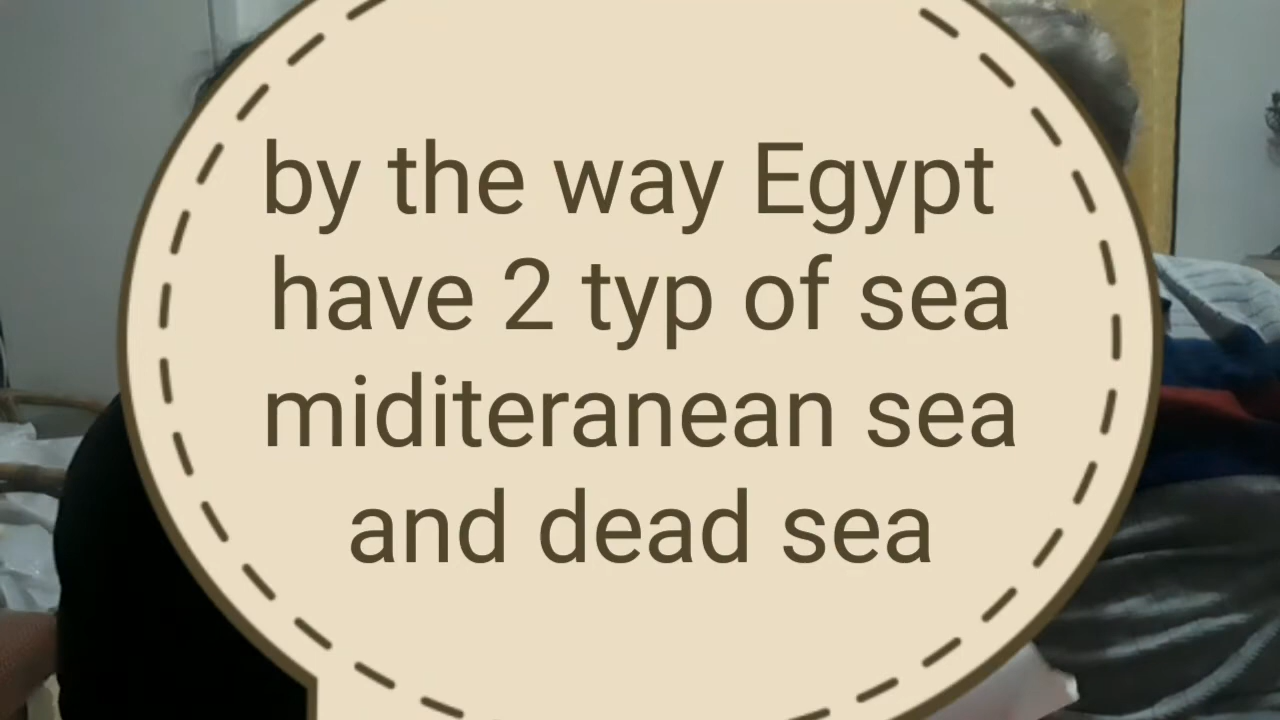 by the way Egypt
have 2 typ of sea
miditeranean sea
and dead sea